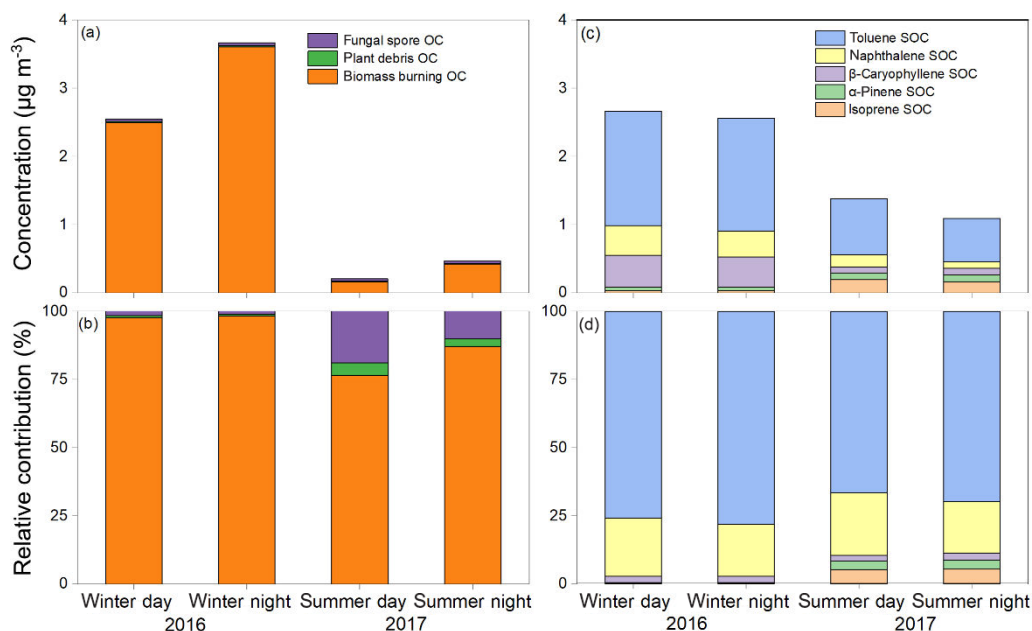 (a)
Fungal spore OC
Plant debris OC
Biomass burning OC
4
3
2
1
0
Concentration (µg m-3)
(c)
Toluene SOC
Naphthalene SOC
β-Caryophyllene SOC
α-Pinene SOC
Isoprene SOC
4
3
2
1
0
(b)
100
75
50
25
0
Relative contribution (%)
(d)
100
75
50
25
0
Winter day Winter night Summer day Summer night
2016 2017
Winter day Winter night Summer day Summer night
2016 2017